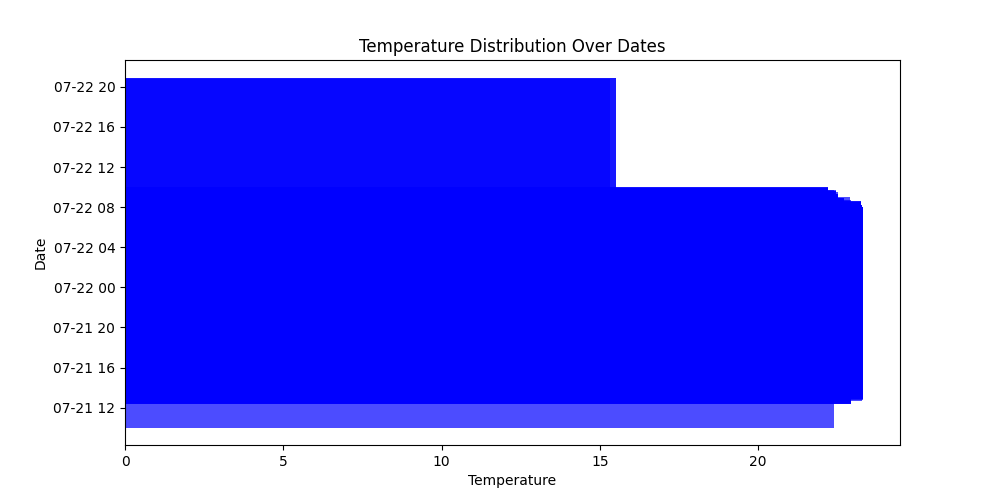 Temperature Distribution Over Dates
07-22 20
07-22 16
07-22 12
07-22 08
07-22 04
07-22 00
07-21 20
07-21 16
07-21 12
Date
0 5 10 15 20
Temperature